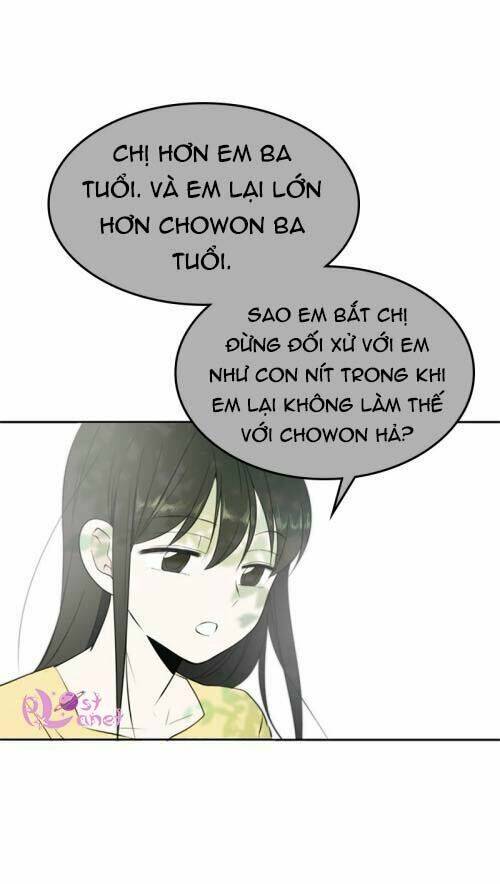 CHỊ HƠN EM BA
TUỔI. VÀ EM LẠI LỚN
HƠN CHOWON BA
TUỔI.
SAO EM BẮT CHỊ
ĐỪNG ĐỐI XỬ VỚI EM
NHƯ CON NÍT TRONG KHI
EM LẠI KHÔNG LÀM THẾ
VỚI CHOWON HẢ?
Lost
Planet